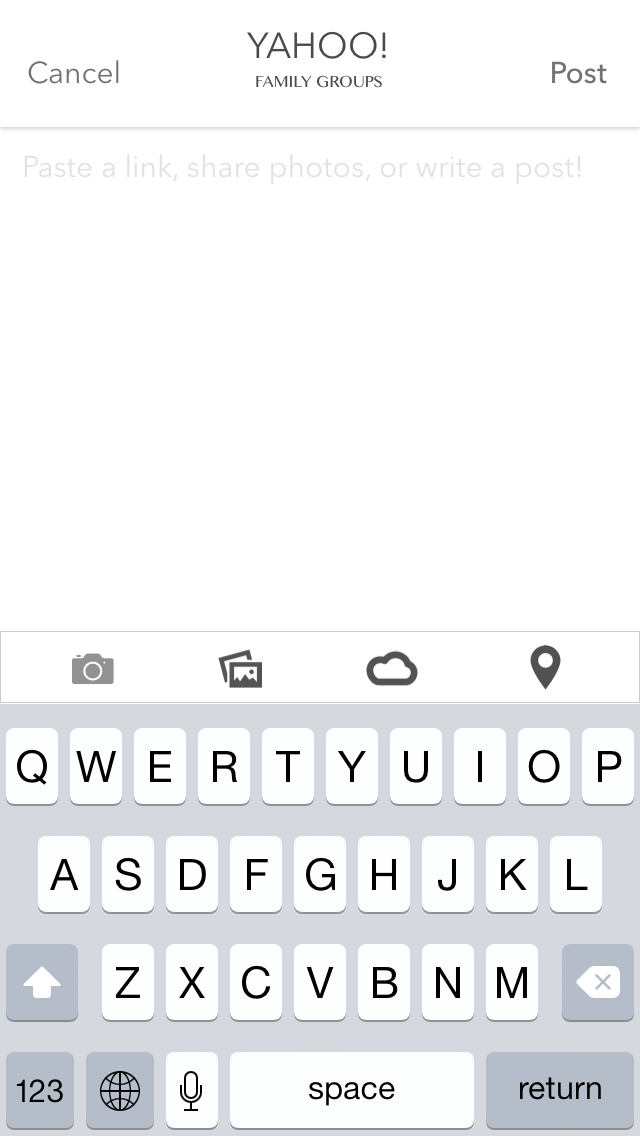 YAHOO!
Cancel
FAMILY GROUPS
Post
Paste a link, share photos, or write a post!
Q W E R T Y U I O P
A S D F G H J K L
Z X C V B N M
123 space return